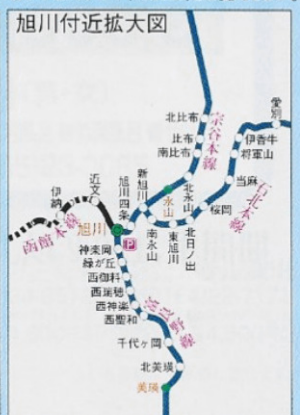 旭川付近拡大図
愛別
北比布
比布
南比布
宗谷本線
伊香牛
将軍山
当麻
石北本線
新旭川
永山
北永山
桜岡
旭川四条
近文
伊納
旭川
函館本線
P
南永山
東旭川
北日ノ出
神楽岡
緑が丘
西御料
西瑞穂
西神楽
西聖和
富良野線
千代ヶ岡
北美瑛
美瑛